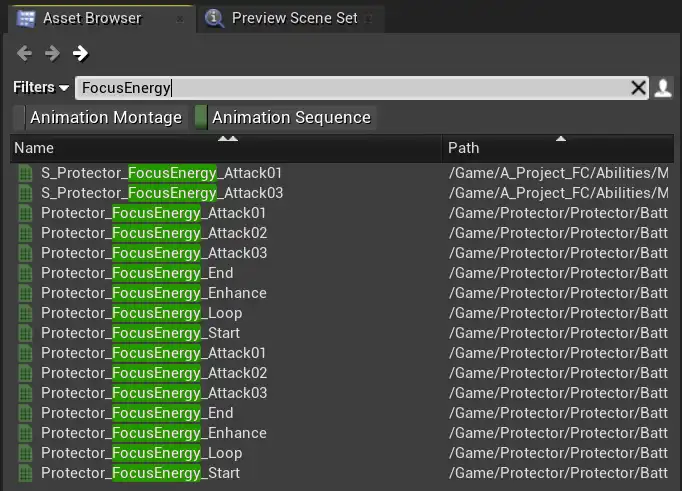 Asset Browser Preview Scene Set
Filters FocusEnergy
Animation Montage Animation Sequence
Name Path
S_Protector_FocusEnergy_Attack01 /Game/A_Project_FC/Abilities/M
S_Protector_FocusEnergy_Attack03 /Game/A_Project_FC/Abilities/M
Protector_FocusEnergy_Attack01 /Game/Protector/Protector/Batt
Protector_FocusEnergy_Attack02 /Game/Protector/Protector/Batt
Protector_FocusEnergy_Attack03 /Game/Protector/Protector/Batt
Protector_FocusEnergy_End /Game/Protector/Protector/Batt
Protector_FocusEnergy_Enhance /Game/Protector/Protector/Batt
Protector_FocusEnergy_Loop /Game/Protector/Protector/Batt
Protector_FocusEnergy_Start /Game/Protector/Protector/Batt
Protector_FocusEnergy_Attack01 /Game/Protector/Protector/Batt
Protector_FocusEnergy_Attack02 /Game/Protector/Protector/Batt
Protector_FocusEnergy_Attack03 /Game/Protector/Protector/Batt
Protector_FocusEnergy_End /Game/Protector/Protector/Batt
Protector_FocusEnergy_Enhance /Game/Protector/Protector/Batt
Protector_FocusEnergy_Loop /Game/Protector/Protector/Batt
Protector_FocusEnergy_Start /Game/Protector/Protector/Batt